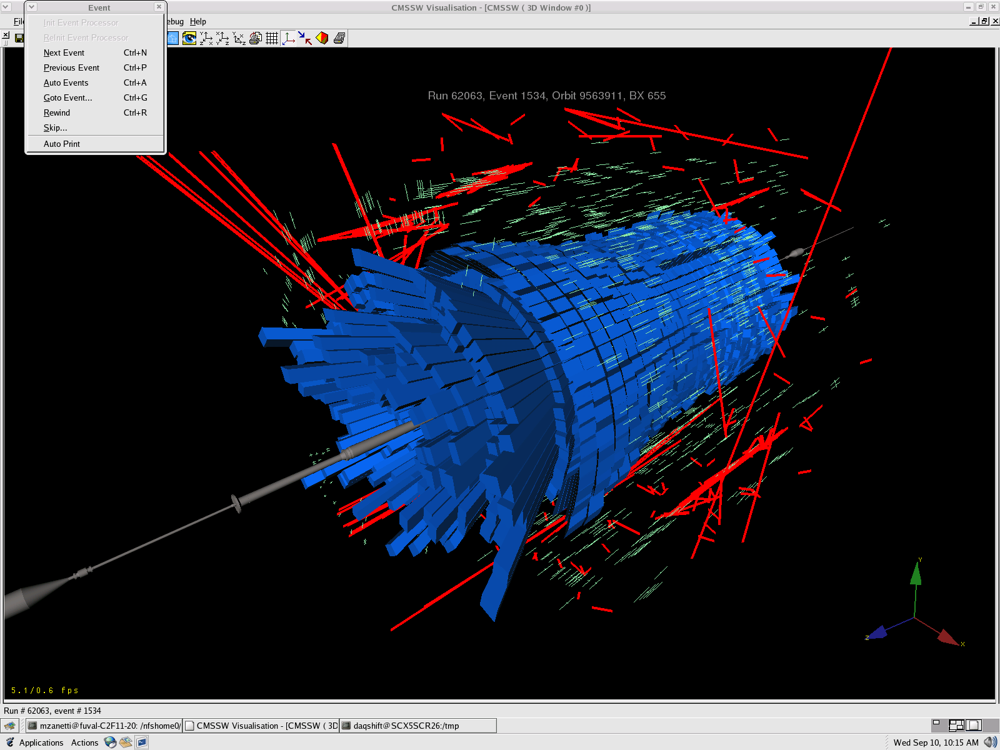 Event
CMSSW Visualisation - [CMSSW ( 3D Window #0 )]
ebug Help
Init Event Processor
ReInit Event Processor
Next Event Ctrl+N
Previous Event Ctrl+P
Auto Events Ctrl+A
Goto Event... Ctrl+G
Rewind Ctrl+R
Skip...
Auto Print
Run 62063, Event 1534, Orbit 9563911, BX 655
Y
Z
X
5.1/0.6 fps
Run # 62063, event # 1534
mzanetti@fuval-C2F11-20: /nfshome0/ CMSSW Visualisation - [CMSSW ( 3D daqshift@SCX5SCR26:/tmp
Applications Actions Wed Sep 10, 10:15 AM